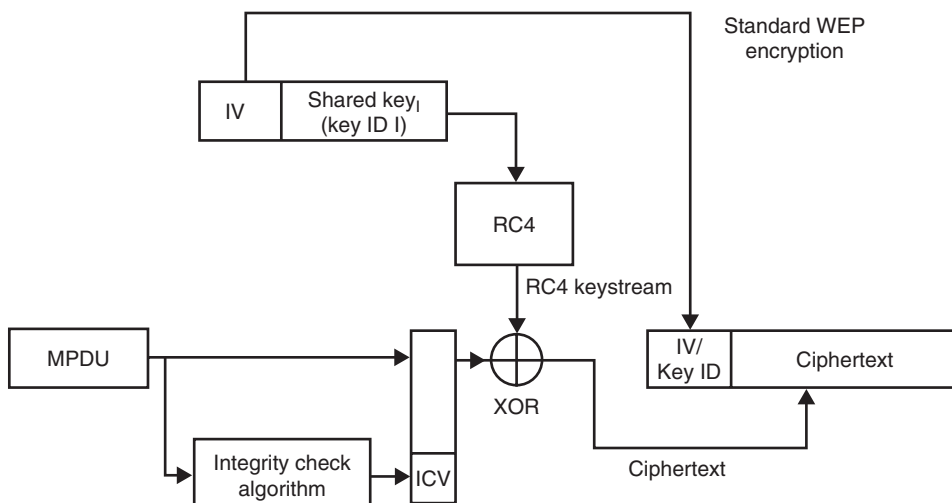 Standard WEP
encryption
IV
Shared keyI
(key ID I)
RC4
RC4 keystream
MPDU
XOR
IV/
Key ID
Ciphertext
Integrity check
algorithm
ICV
Ciphertext